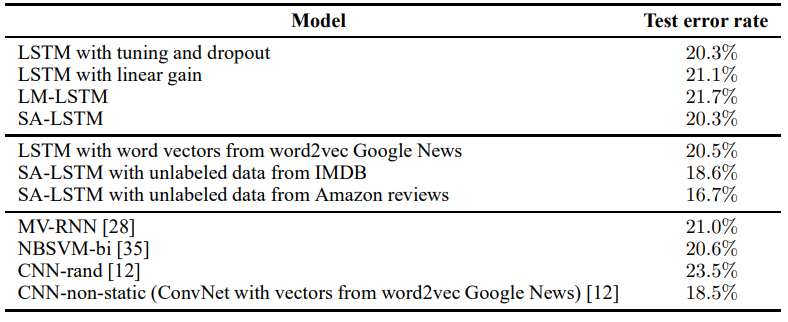 Model Test error rate
LSTM with tuning and dropout 20.3%
LSTM with linear gain 21.1%
LM-LSTM 21.7%
SA-LSTM 20.3%
LSTM with word vectors from word2vec Google News 20.5%
SA-LSTM with unlabeled data from IMDB 18.6%
SA-LSTM with unlabeled data from Amazon reviews 16.7%
MV-RNN [28] 21.0%
NBSVM-bi [35] 20.6%
CNN-rand [12] 23.5%
CNN-non-static (ConvNet with vectors from word2vec Google News) [12] 18.5%